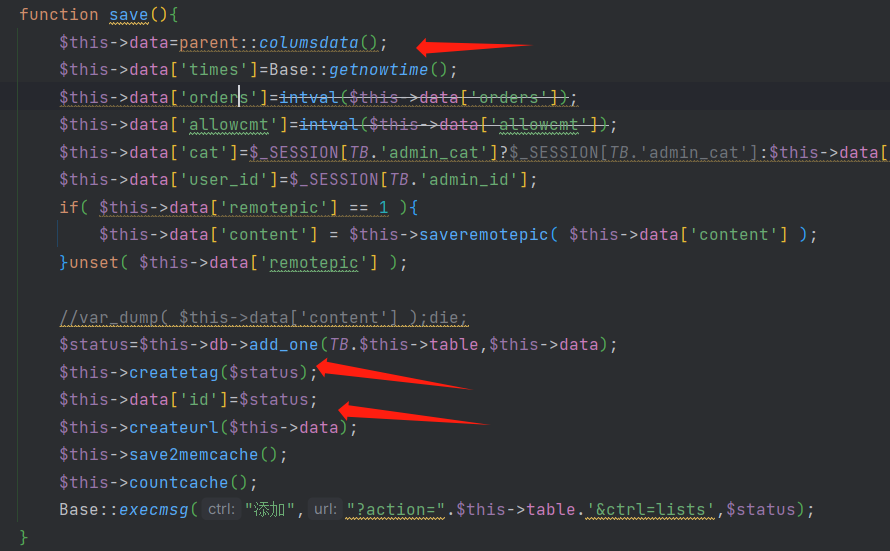 function save(){
$this->data=parent::columsdata();
$this->data['times']=Base::getnowtime();
$this->data['orders']=intval($this->data['orders']);
$this->data['allowcmt']=intval($this->data['allowcmt']);
$this->data['cat']=$_SESSION[TB.'admin_cat']?$_SESSION[TB.'admin_cat']:$this->data[
$this->data['user_id']=$_SESSION[TB.'admin_id'];
if( $this->data['remotepic'] == 1 ){
$this->data['content'] = $this->saveremotepic( $this->data['content'] );
}unset( $this->data['remotepic'] );
//var_dump( $this->data['content'] );die;
$status=$this->db->add_one(TB.$this->table,$this->data);
$this->createtag($status);
$this->data['id']=$status;
$this->createurl($this->data);
$this->save2memcache();
$this->countcache();
Base::execmsg( ctrl: "添加", url: "?action=".$this->table.'&ctrl=lists',$status);
}